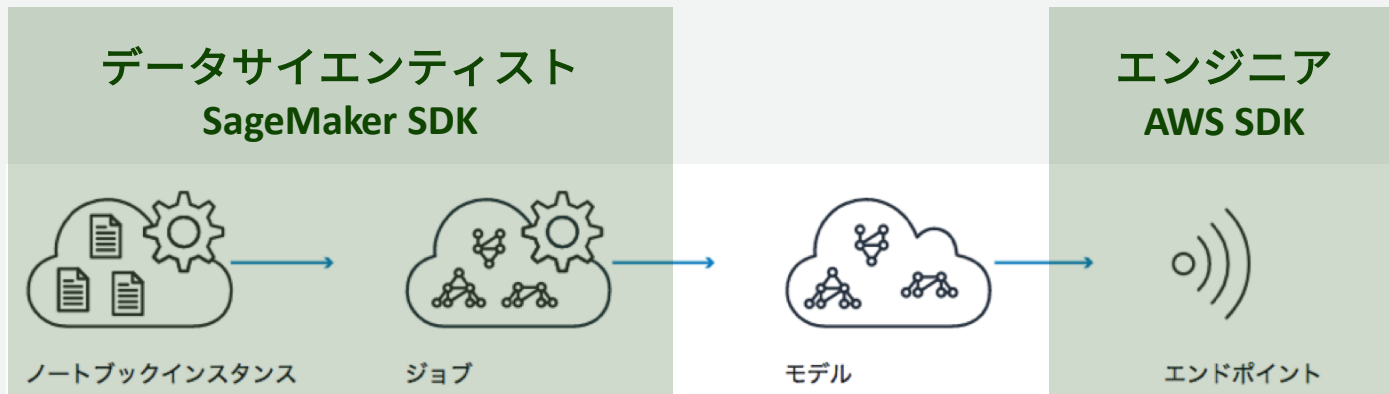 データサイエンティスト
SageMaker SDK
エンジニア
AWS SDK
ノートブックインスタンス
ジョブ
モデル
エンドポイント